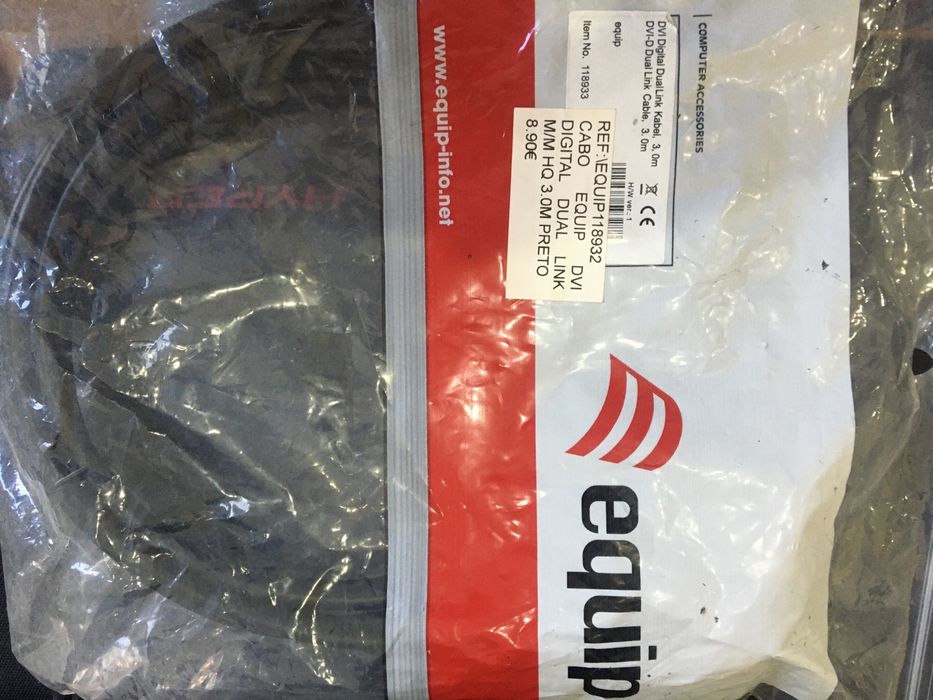 COMPUTER ACCESSORIES
DVI Digital DualLink Kabel, 3, 0m
DVI-D Dual Link Cable, 3, 0m
H/W ver.: 1
equip
Item No. 118933
REF:\EQUIP118932
CABO EQUIP DVI
DIGITAL DUAL LINK
M/M HQ 3.0M PRETO
8.90€
equip
www.equip-info.net